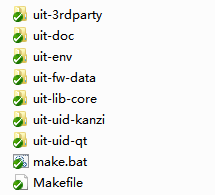 uit-3rdparty
uit-doc
uit-env
uit-fw-data
uit-lib-core
uit-uid-kanzi
uit-uid-qt
make.bat
Makefile